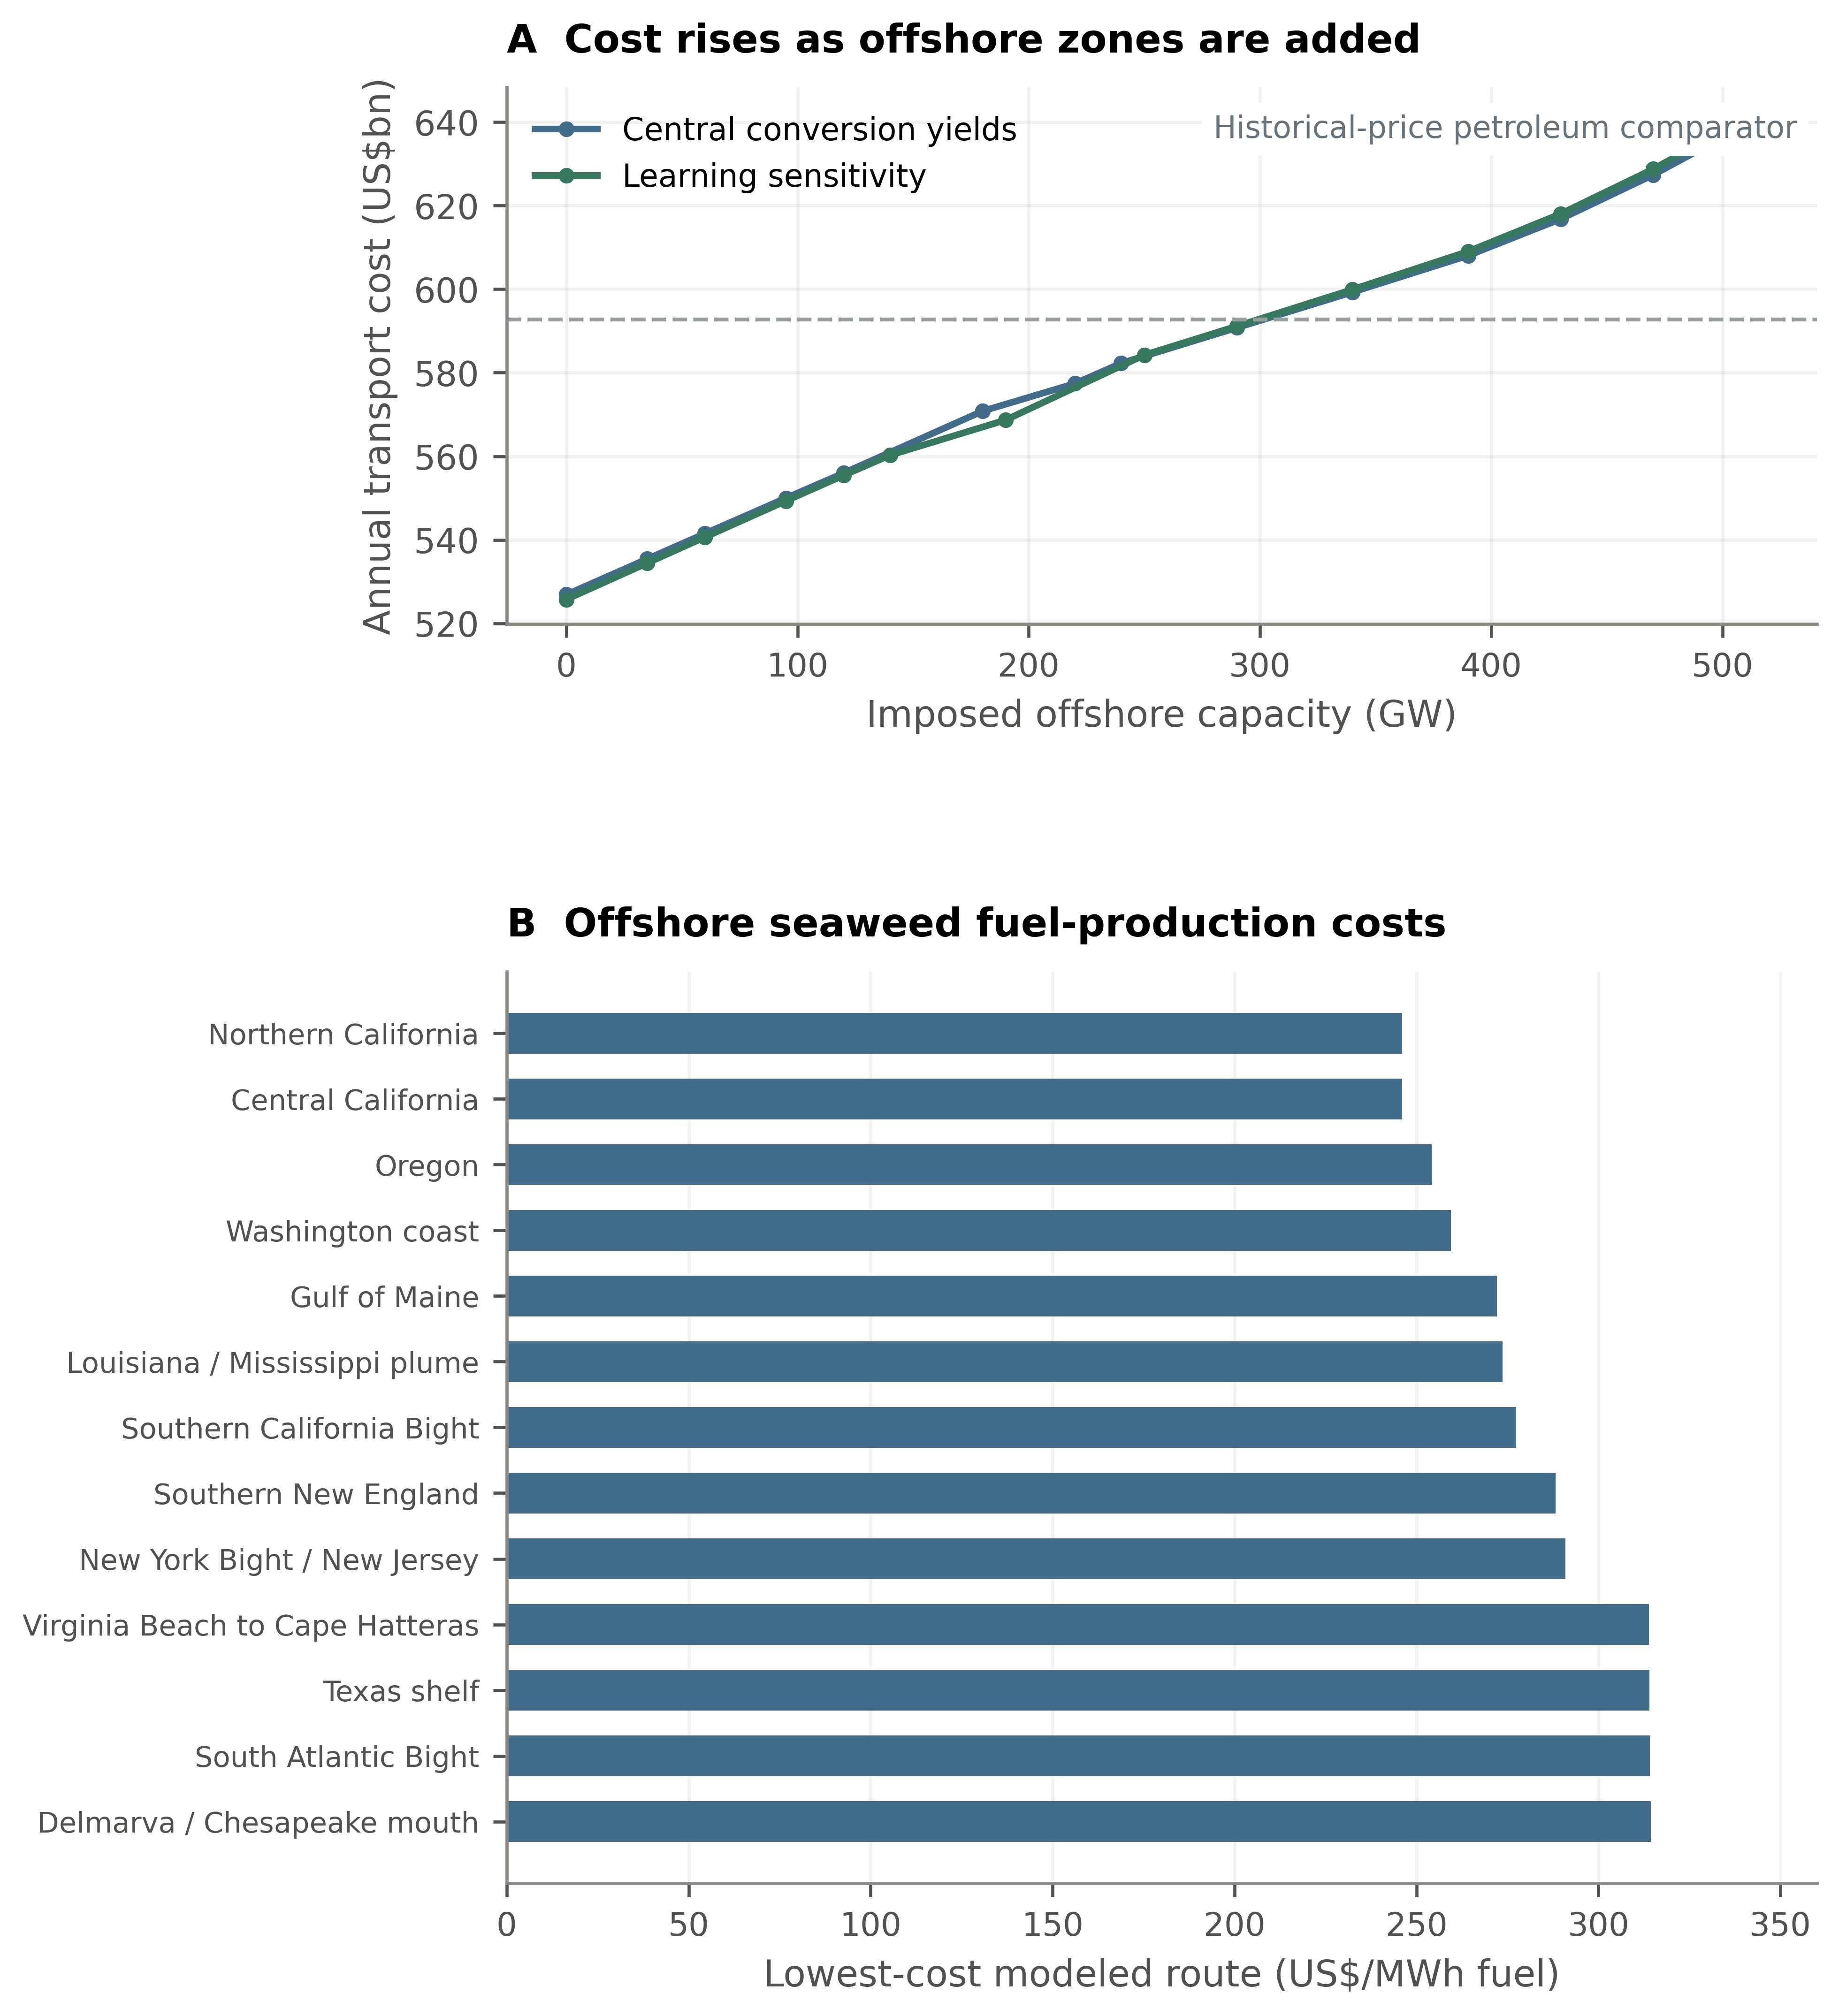 A Cost rises as offshore zones are added
Annual transport cost (US$bn)
640
620
600
580
560
540
520
Central conversion yields
Learning sensitivity
Historical-price petroleum comparator
0 100 200 300 400 500
Imposed offshore capacity (GW)
B Offshore seaweed fuel-production costs
Northern California
Central California
Oregon
Washington coast
Gulf of Maine
Louisiana / Mississippi plume
Southern California Bight
Southern New England
New York Bight / New Jersey
Virginia Beach to Cape Hatteras
Texas shelf
South Atlantic Bight
Delmarva / Chesapeake mouth
0 50 100 150 200 250 300 350
Lowest-cost modeled route (US$/MWh fuel)